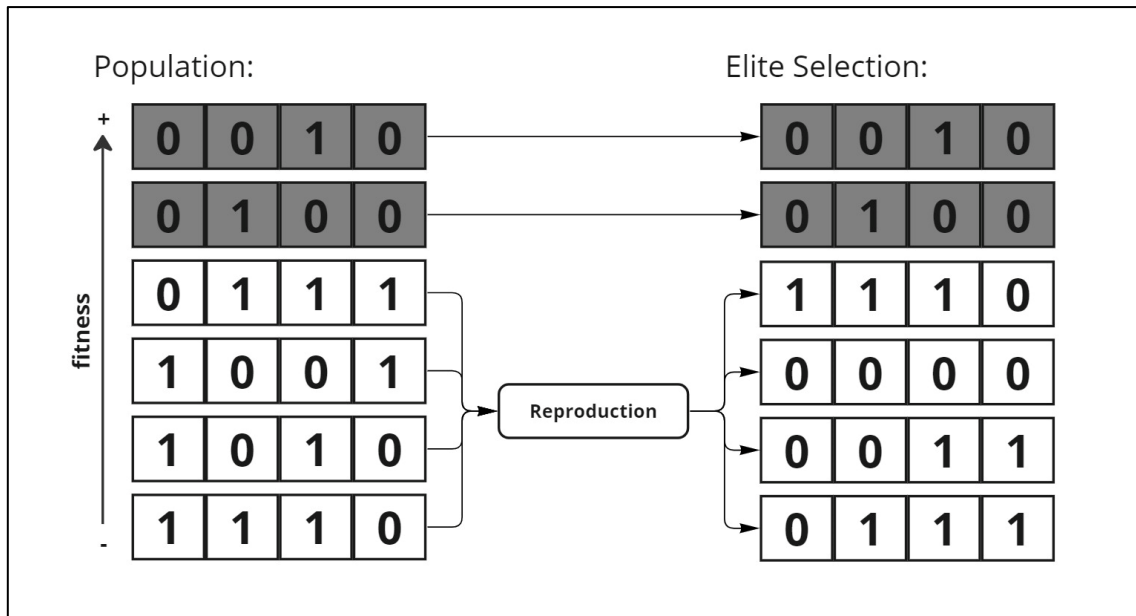 Population: Elite Selection:
+
0 0 1 0 0 0 1 0
0 1 0 0 0 1 0 0
0 1 1 1 1 1 1 0
fitness
1 0 0 1 0 0 0 0
Reproduction
1 0 1 0 0 0 1 1
1 1 1 0 0 1 1 1
-